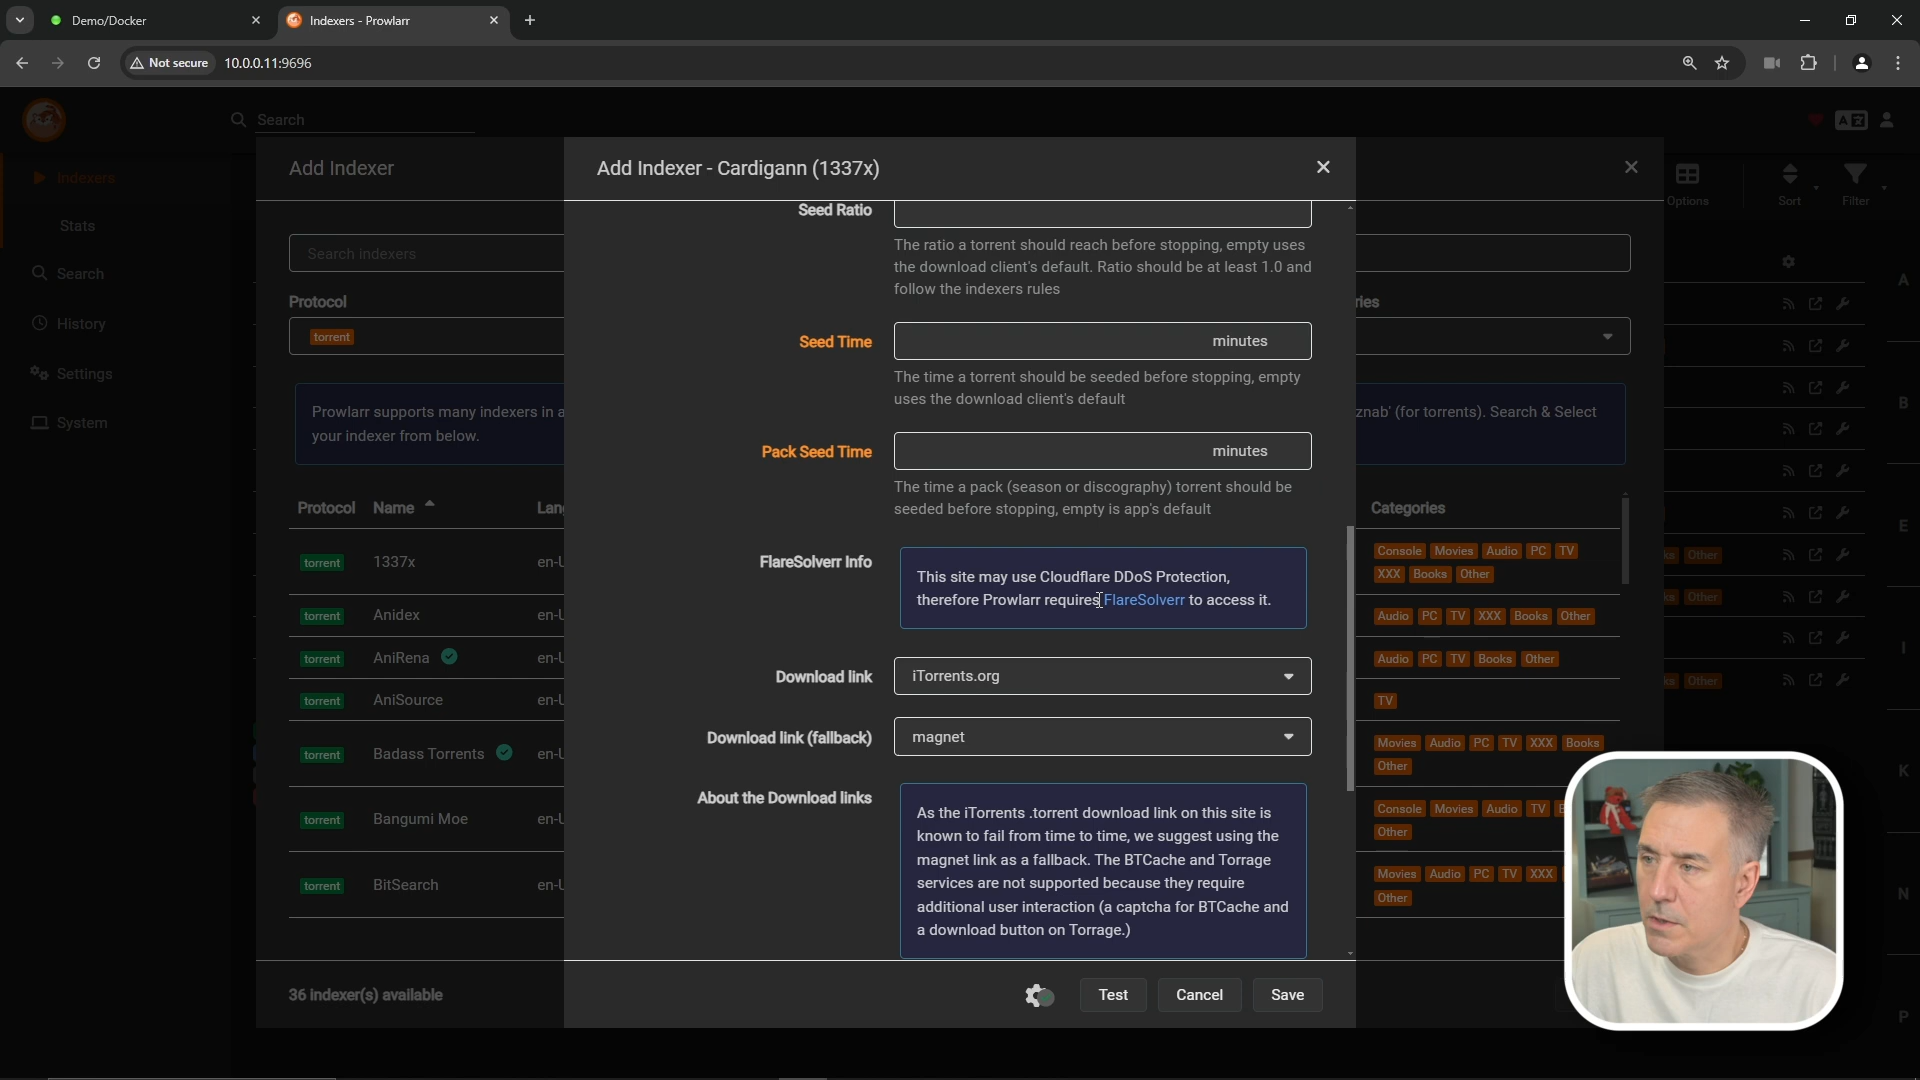 Demo/Docker
Indexers - Prowlarr
Not secure
10.0.0.11:9696
Search
Indexers
Stats
Search
History
Settings
System
Options
Sort
Filter
Add Indexer
Search indexers
Protocol
torrent
ries
Prowlarr supports many indexers in a
your indexer from below.
znab' (for torrents). Search & Select
Protocol
Name
Lang
Categories
torrent
1337x
en-U
Console
Movies
Audio
PC
TV
XXX
Books
Other
torrent
Anidex
en-U
Audio
PC
TV
XXX
Books
Other
torrent
AniRena
en-U
Audio
PC
TV
Books
Other
torrent
AniSource
en-U
TV
torrent
Badass Torrents
en-U
Movies
Audio
PC
TV
XXX
Books
Other
torrent
Bangumi Moe
en-U
Console
Movies
Audio
TV
Other
torrent
BitSearch
en-U
Movies
Audio
PC
TV
XXX
Other
36 indexer(s) available
Add Indexer - Cardigann (1337x)
Seed Ratio
The ratio a torrent should reach before stopping, empty uses
the download client's default. Ratio should be at least 1.0 and
follow the indexers rules
Seed Time
minutes
The time a torrent should be seeded before stopping, empty
uses the download client's default
Pack Seed Time
minutes
The time a pack (season or discography) torrent should be
seeded before stopping, empty is app's default
FlareSolverr Info
This site may use Cloudflare DDoS Protection,
therefore Prowlarr requires FlareSolverr to access it.
Download link
iTorrents.org
Download link (fallback)
magnet
About the Download links
As the iTorrents .torrent download link on this site is
known to fail from time to time, we suggest using the
magnet link as a fallback. The BTCache and Torrage
services are not supported because they require
additional user interaction (a captcha for BTCache and
a download button on Torrage.)
Test
Cancel
Save
Other
Other
Other
A
B
E
I
K
N
P